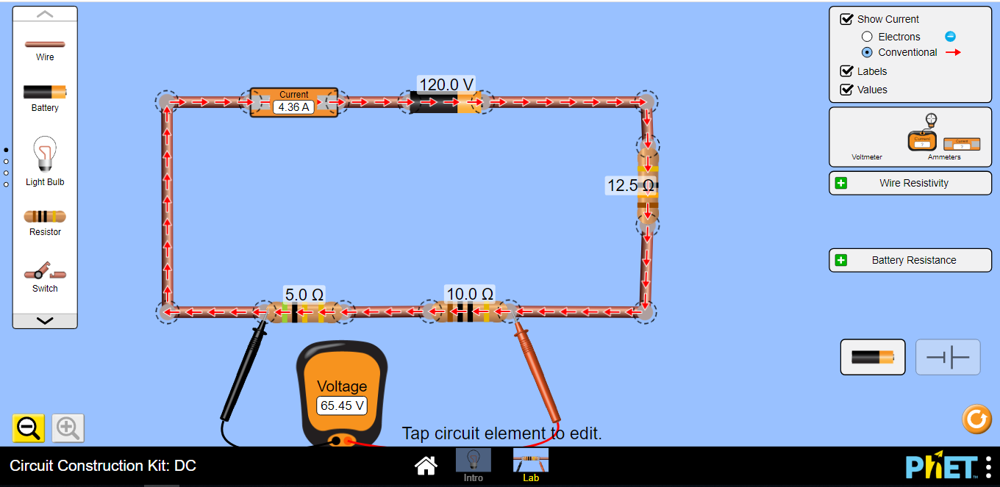 Wire
Battery
Light Bulb
Resistor
Switch
Current
4.36 A
120.0 V
12.5 Ω
5.0 Ω
10.0 Ω
Voltage
65.45 V
Tap circuit element to edit.
Show Current
Electrons
Conventional
Labels
Values
Current
?
Current
?
Voltmeter
Ammeters
Wire Resistivity
Battery Resistance
Circuit Construction Kit: DC
Intro
Lab
PhET